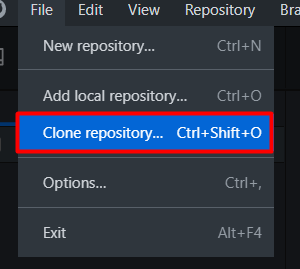 File Edit View Repository Bra
New repository... Ctrl+N
Add local repository... Ctrl+O
Clone repository... Ctrl+Shift+O
Options... Ctrl+,
Exit Alt+F4